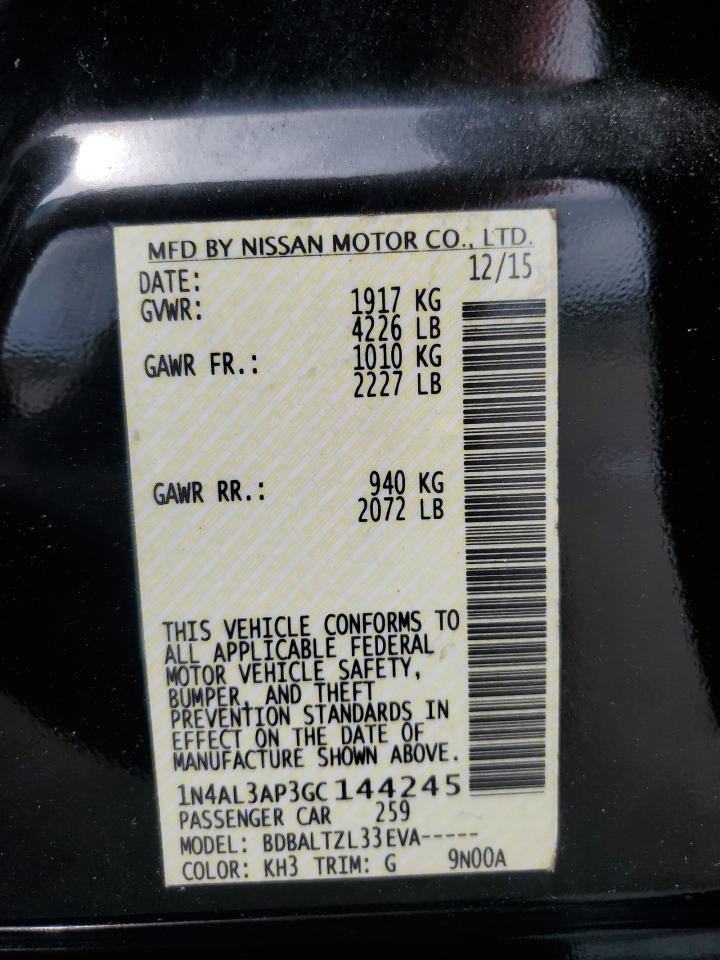 MFD BY NISSAN MOTOR CO., LTD.
DATE: 12/15
GVWR: 1917 KG
4226 LB
GAWR FR.: 1010 KG
2227 LB
GAWR RR.: 940 KG
2072 LB
THIS VEHICLE CONFORMS TO
ALL APPLICABLE FEDERAL
MOTOR VEHICLE SAFETY,
BUMPER, AND THEFT
PREVENTION STANDARDS IN
EFFECT ON THE DATE OF
MANUFACTURE SHOWN ABOVE.
1N4AL3AP3GC144245
PASSENGER CAR 259
MODEL: BDBALTZL33EVA-----
COLOR: KH3 TRIM: G 9N00A